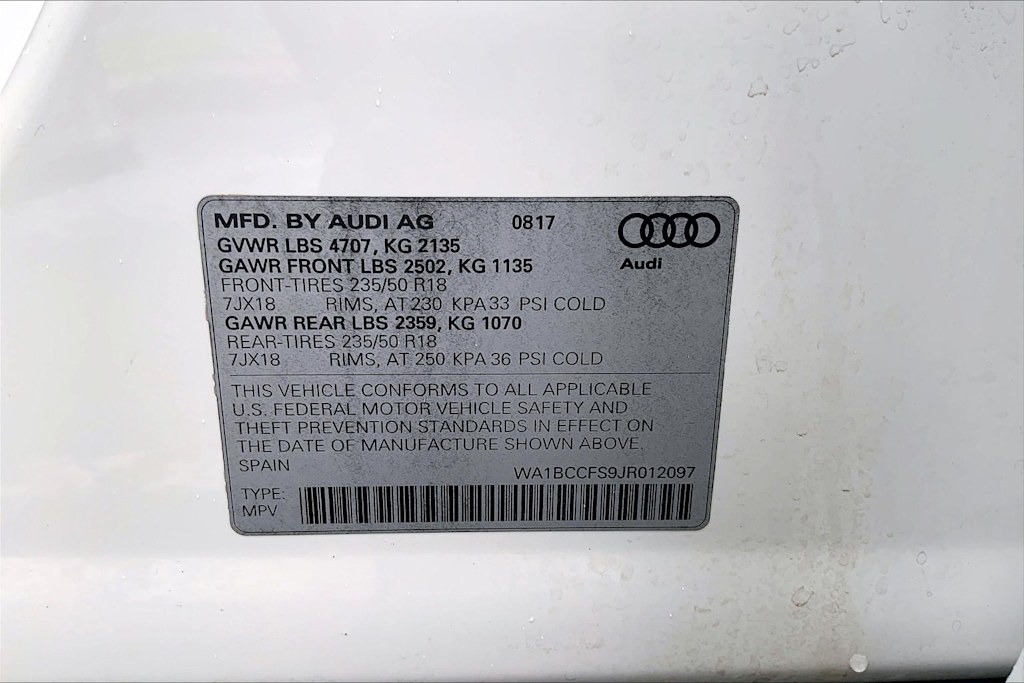 MFD. BY AUDI AG 0817
GVWR LBS 4707, KG 2135
GAWR FRONT LBS 2502, KG 1135
Audi
FRONT-TIRES 235/50 R18
7JX18 RIMS, AT 230 KPA 33 PSI COLD
GAWR REAR LBS 2359, KG 1070
REAR-TIRES 235/50 R18
7JX18 RIMS, AT 250 KPA 36 PSI COLD
THIS VEHICLE CONFORMS TO ALL APPLICABLE
U.S. FEDERAL MOTOR VEHICLE SAFETY AND
THEFT PREVENTION STANDARDS IN EFFECT ON
THE DATE OF MANUFACTURE SHOWN ABOVE.
SPAIN WA1BCCFS9JR012097
TYPE:
MPV